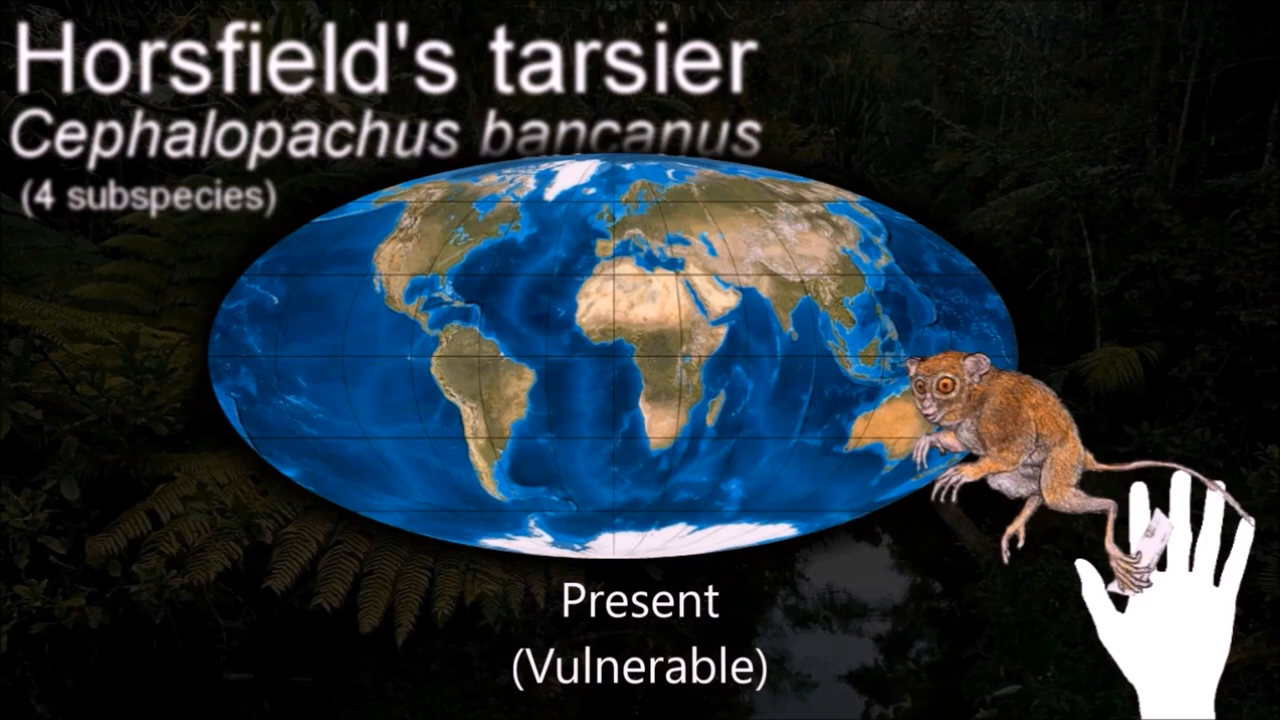 Horsfield's tarsier
Cephalopachus bancanus
(4 subspecies)
Present
(Vulnerable)